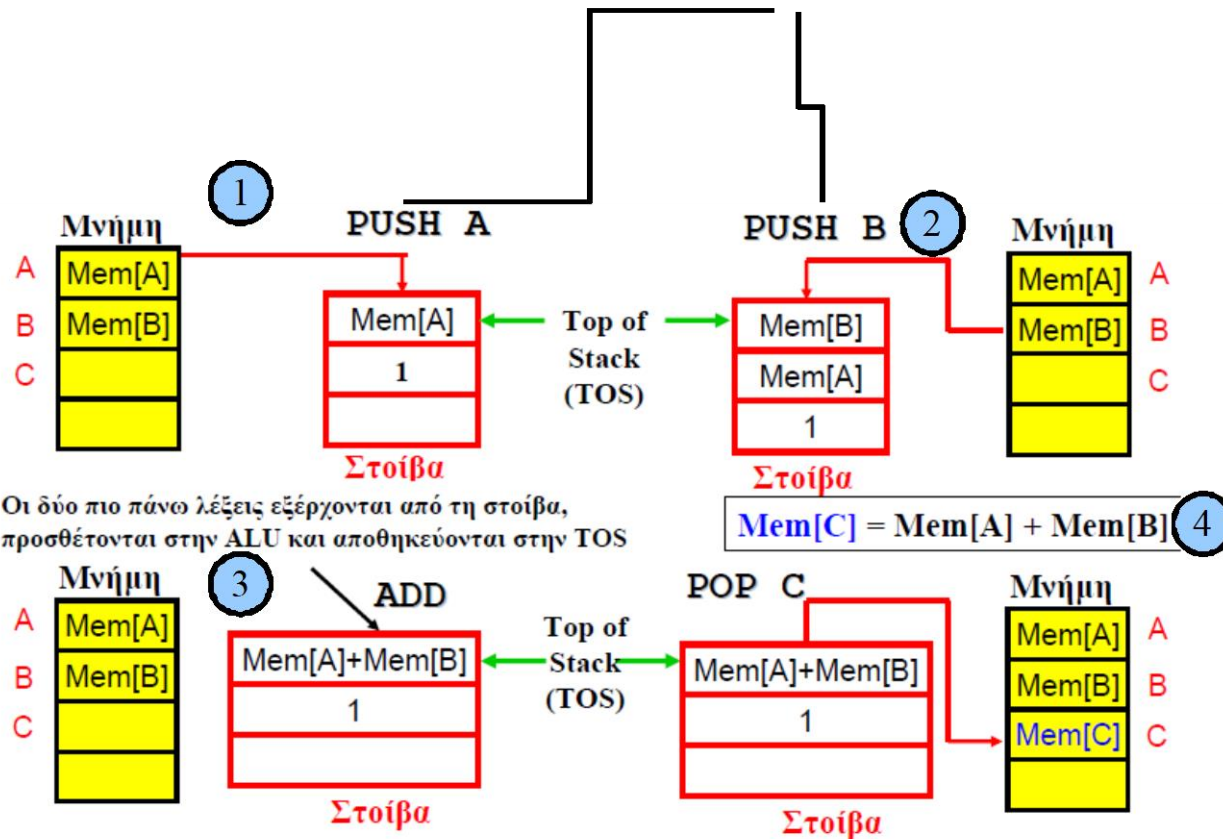 1
PUSH A
PUSH B
2
Μνήμη
Μνήμη
A
Mem[A]
Mem[A]
A
B
Mem[B]
Mem[A]
Top of
Stack
(TOS)
Mem[B]
Mem[B]
B
C
1
Mem[A]
C
1
Στοίβα
Στοίβα
Οι δύο πιο πάνω λέξεις εξέρχονται από τη στοίβα,
προσθέτονται στην ALU και αποθηκεύονται στην TOS
Mem[C] = Mem[A] + Mem[B]
4
Μνήμη
3
ADD
POP C
Μνήμη
A
Mem[A]
Mem[A]+Mem[B]
Top of
Stack
(TOS)
Mem[A]+Mem[B]
Mem[A]
A
B
Mem[B]
1
1
Mem[B]
B
C
Mem[C]
C
Στοίβα
Στοίβα